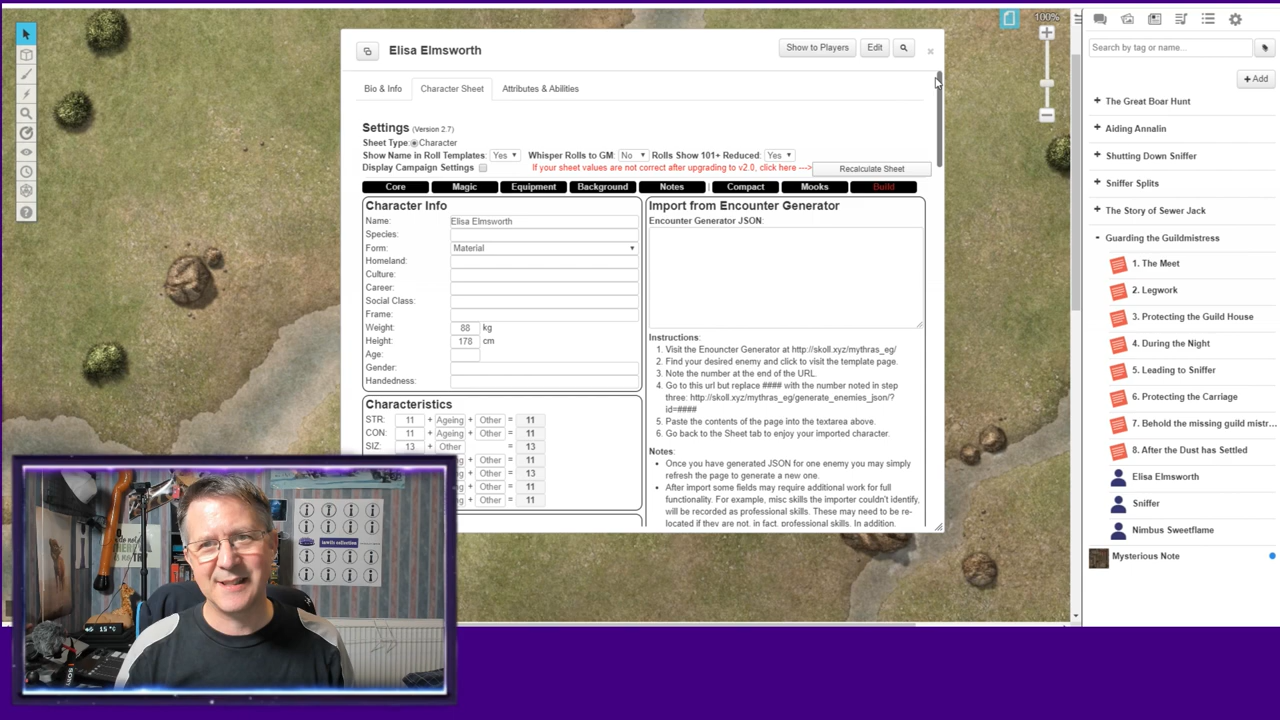 Elisa Elmsworth
Show to Players
Edit
100%
Bio & Info
Character Sheet
Attributes & Abilities
Settings (Version 2.7)
Sheet Type: Character
Show Name in Roll Templates: Yes Whisper Rolls to GM: No Rolls Show 101+ Reduced: Yes
Display Campaign Settings If your sheet values are not correct after upgrading to v2.0, click here ---> Recalculate Sheet
Core Magic Equipment Background Notes | Compact Mooks Build
Character Info
Name: Elisa Elmsworth
Species:
Form: Material
Homeland:
Culture:
Career:
Social Class:
Frame:
Weight: 88 kg
Height: 178 cm
Age:
Gender:
Handedness:
Characteristics
STR: 11 + Ageing + Other = 11
CON: 11 + Ageing + Other = 11
SIZ: 13 + Other = 13
Other = 11
Other = 13
Other = 11
Other = 11
Import from Encounter Generator
Encounter Generator JSON:
Instructions:
1. Visit the Enouncter Generator at http://skoll.xyz/mythras_eg/
2. Find your desired enemy and click to visit the template page.
3. Note the number at the end of the URL.
4. Go to this url but replace #### with the number noted in step
three: http://skoll.xyz/mythras_eg/generate_enemies_json/?
id=####
5. Paste the contents of the page into the textarea above.
6. Go back to the Sheet tab to enjoy your imported character.
Notes:
• Once you have generated JSON for one enemy you may simply
refresh the page to generate a new one.
• After import some fields may require additional work for full
functionality. For example, misc skills the importer couldn't identify,
will be recorded as professional skills. These may need to be re-
located if they are not, in fact, professional skills. In addition,
Search by tag or name...
+ Add
+ The Great Boar Hunt
+ Aiding Annalin
+ Shutting Down Sniffer
+ Sniffer Splits
+ The Story of Sewer Jack
- Guarding the Guildmistress
1. The Meet
2. Legwork
3. Protecting the Guild House
4. During the Night
5. Leading to Sniffer
6. Protecting the Carriage
7. Behold the missing guild mistr...
8. After the Dust has Settled
Elisa Elmsworth
Sniffer
Nimbus Sweetflame
Mysterious Note
15 °C